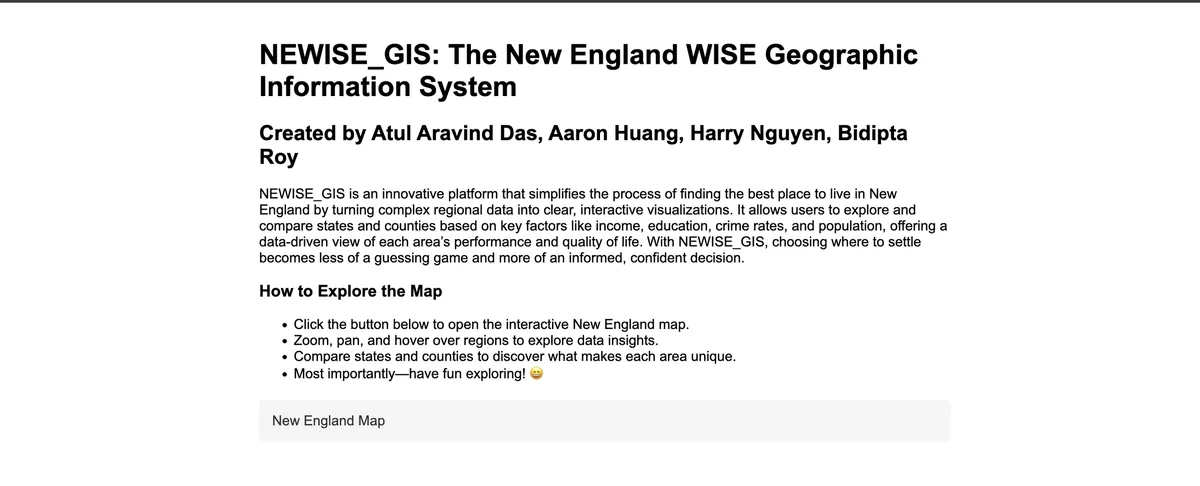 NEWISE_GIS: The New England WISE Geographic
Information System
Created by Atul Aravind Das, Aaron Huang, Harry Nguyen, Bidipta
Roy
NEWISE_GIS is an innovative platform that simplifies the process of finding the best place to live in New
England by turning complex regional data into clear, interactive visualizations. It allows users to explore and
compare states and counties based on key factors like income, education, crime rates, and population, offering a
data-driven view of each area’s performance and quality of life. With NEWISE_GIS, choosing where to settle
becomes less of a guessing game and more of an informed, confident decision.
How to Explore the Map
• Click the button below to open the interactive New England map.
• Zoom, pan, and hover over regions to explore data insights.
• Compare states and counties to discover what makes each area unique.
• Most importantly—have fun exploring! 😄
New England Map